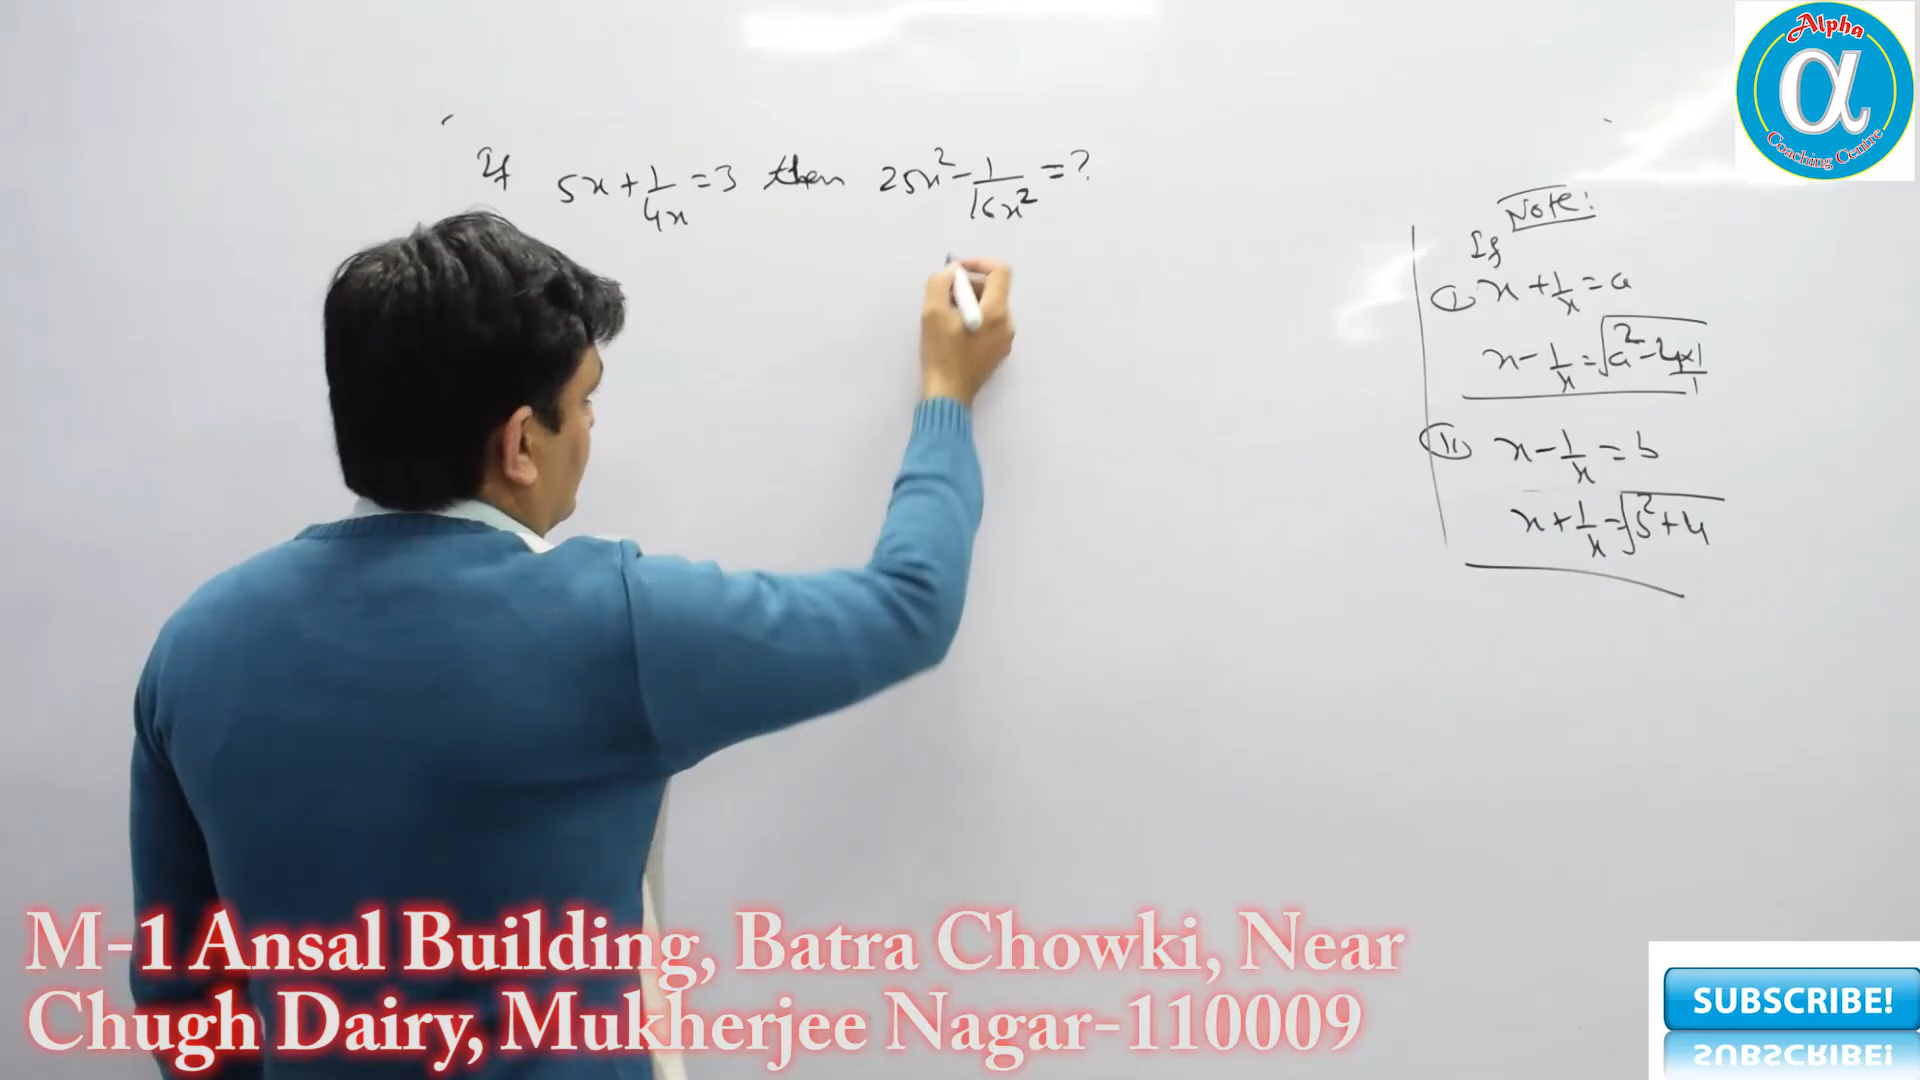 Alpha
α
Coaching Centre
If 5x + 1/4x = 3 then 25x² - 1/16x² = ?
Note:
If
(i) x + 1/x = a
x - 1/x = √a² - 4×1/1
(ii) x - 1/x = b
x + 1/x = √b² + 4
M-1 Ansal Building, Batra Chowki, Near
Chugh Dairy, Mukherjee Nagar-110009
SUBSCRIBE!